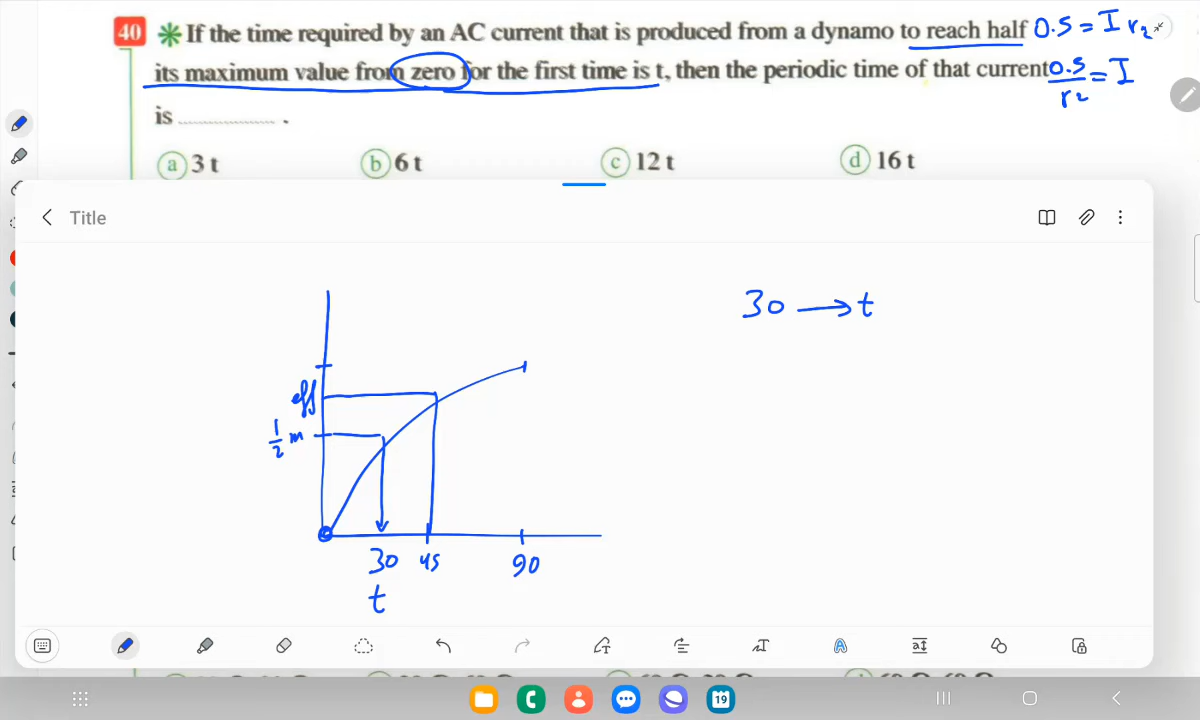 40 ✳ If the time required by an AC current that is produced from a dynamo to reach half 0.5 = I r2
its maximum value from zero for the first time is t, then the periodic time of that current 0.5/r2 = I
is ............... .
a 3 t b 6 t c 12 t d 16 t
Title
30 → t
eff
1/2 m
30 45 90
t
19